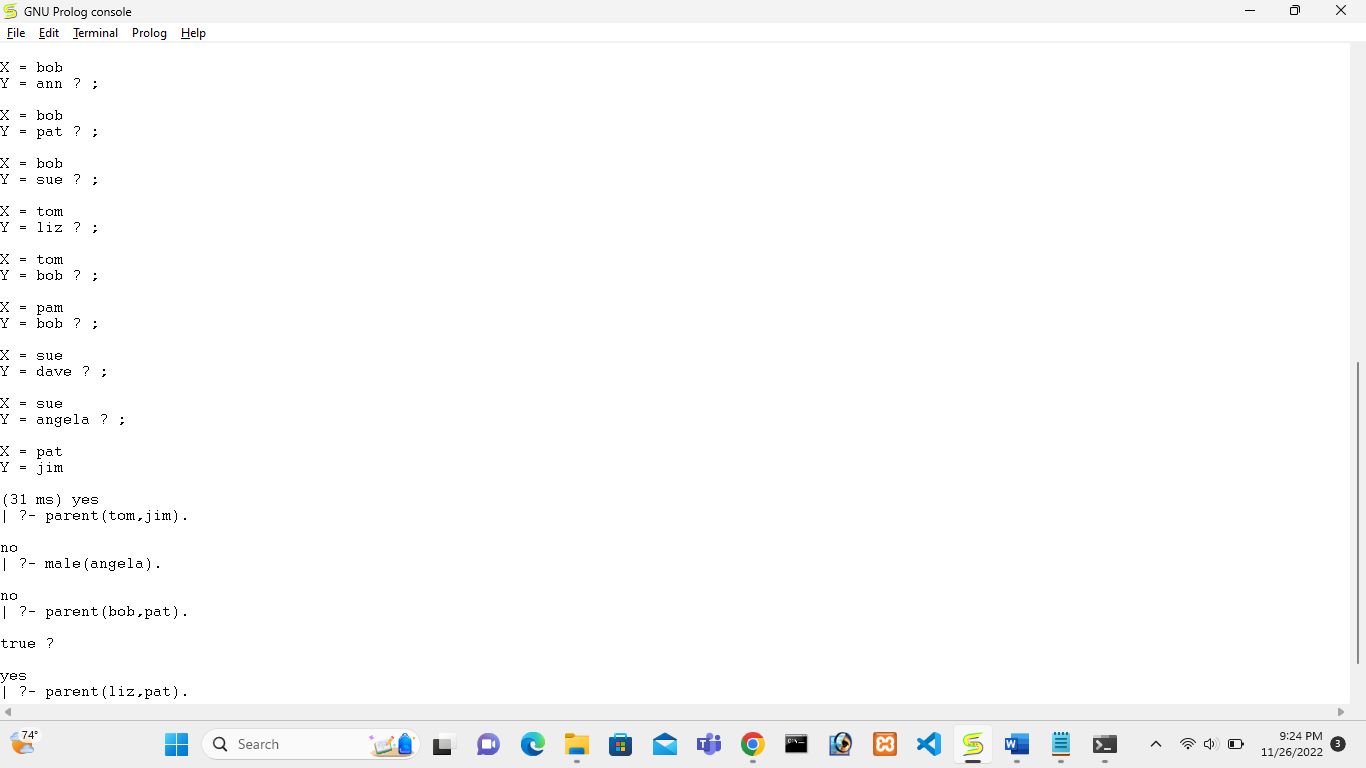 GNU Prolog console
File Edit Terminal Prolog Help
X = bob
Y = ann ? ;
X = bob
Y = pat ? ;
X = bob
Y = sue ? ;
X = tom
Y = liz ? ;
X = tom
Y = bob ? ;
X = pam
Y = bob ? ;
X = sue
Y = dave ? ;
X = sue
Y = angela ? ;
X = pat
Y = jim
(31 ms) yes
| ?- parent(tom,jim).
no
| ?- male(angela).
no
| ?- parent(bob,pat).
true ?
yes
| ?- parent(liz,pat).
74°
Search
9:24 PM
11/26/2022
3